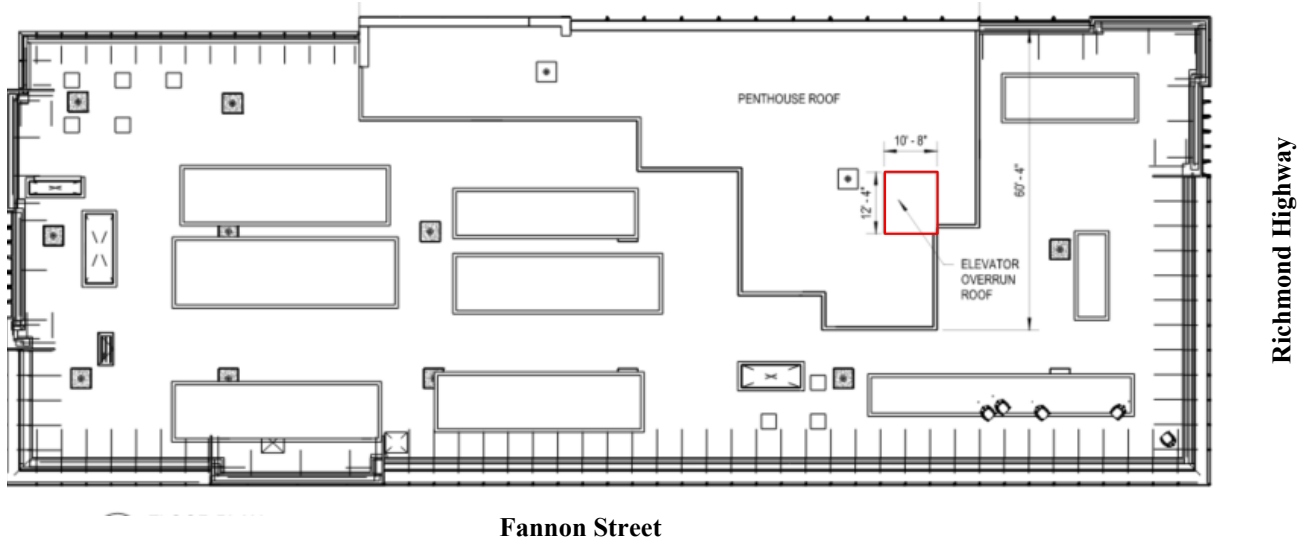 PENTHOUSE ROOF
10' - 8"
12' - 4"
60' - 4"
ELEVATOR
OVERRUN
ROOF
Richmond Highway
Fannon Street